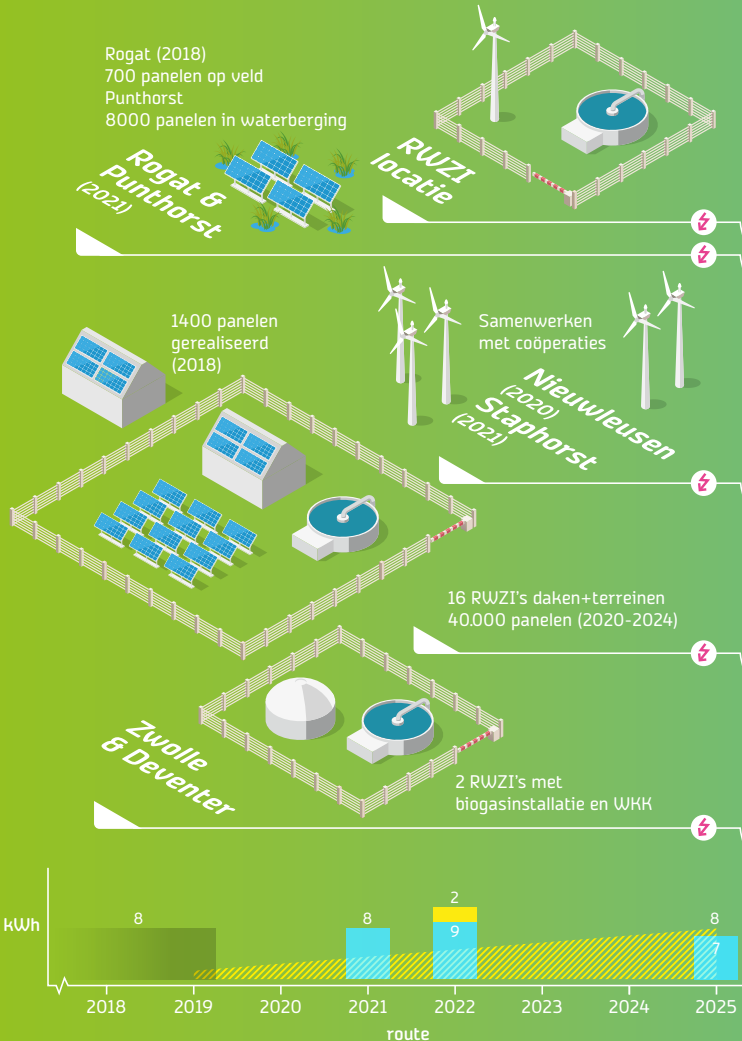 Rogat (2018)
700 panelen op veld
Punthorst
8000 panelen in waterberging
Rogat &
Punthorst
(2021)
RWZI
locatie
1400 panelen
gerealiseerd
(2018)
Samenwerken
met coöperaties
Nieuwleusen
(2020)
Staphorst
(2021)
16 RWZI's daken+terreinen
40.000 panelen (2020-2024)
Zwolle
& Deventer
2 RWZI's met
biogasinstallatie en WKK
kWh
8
8
2
9
8
7
2018 2019 2020 2021 2022 2023 2024 2025
route